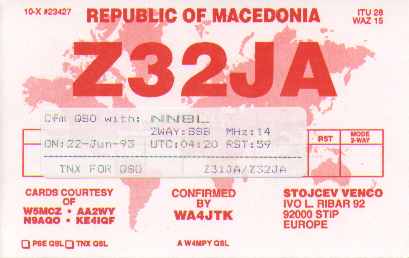 10-X #23427
REPUBLIC OF MACEDONIA
ITU 28
WAZ 15
Z32JA
Cfm QSO with: NN8L
2WAY:SSB MHz:14
ON:22-Jun-93 UTC:04:20 RST:59
TNX FOR QSO Z31JA/Z32JA
RST
MODE
2-WAY
CARDS COURTESY
OF
W5MCZ • AA2WY
N9AQO • KE4IQF
CONFIRMED
BY
WA4JTK
STOJCEV VENCO
IVO L. RIBAR 92
92000 STIP
EUROPE
PSE QSL TNX QSL
A W4MPY QSL